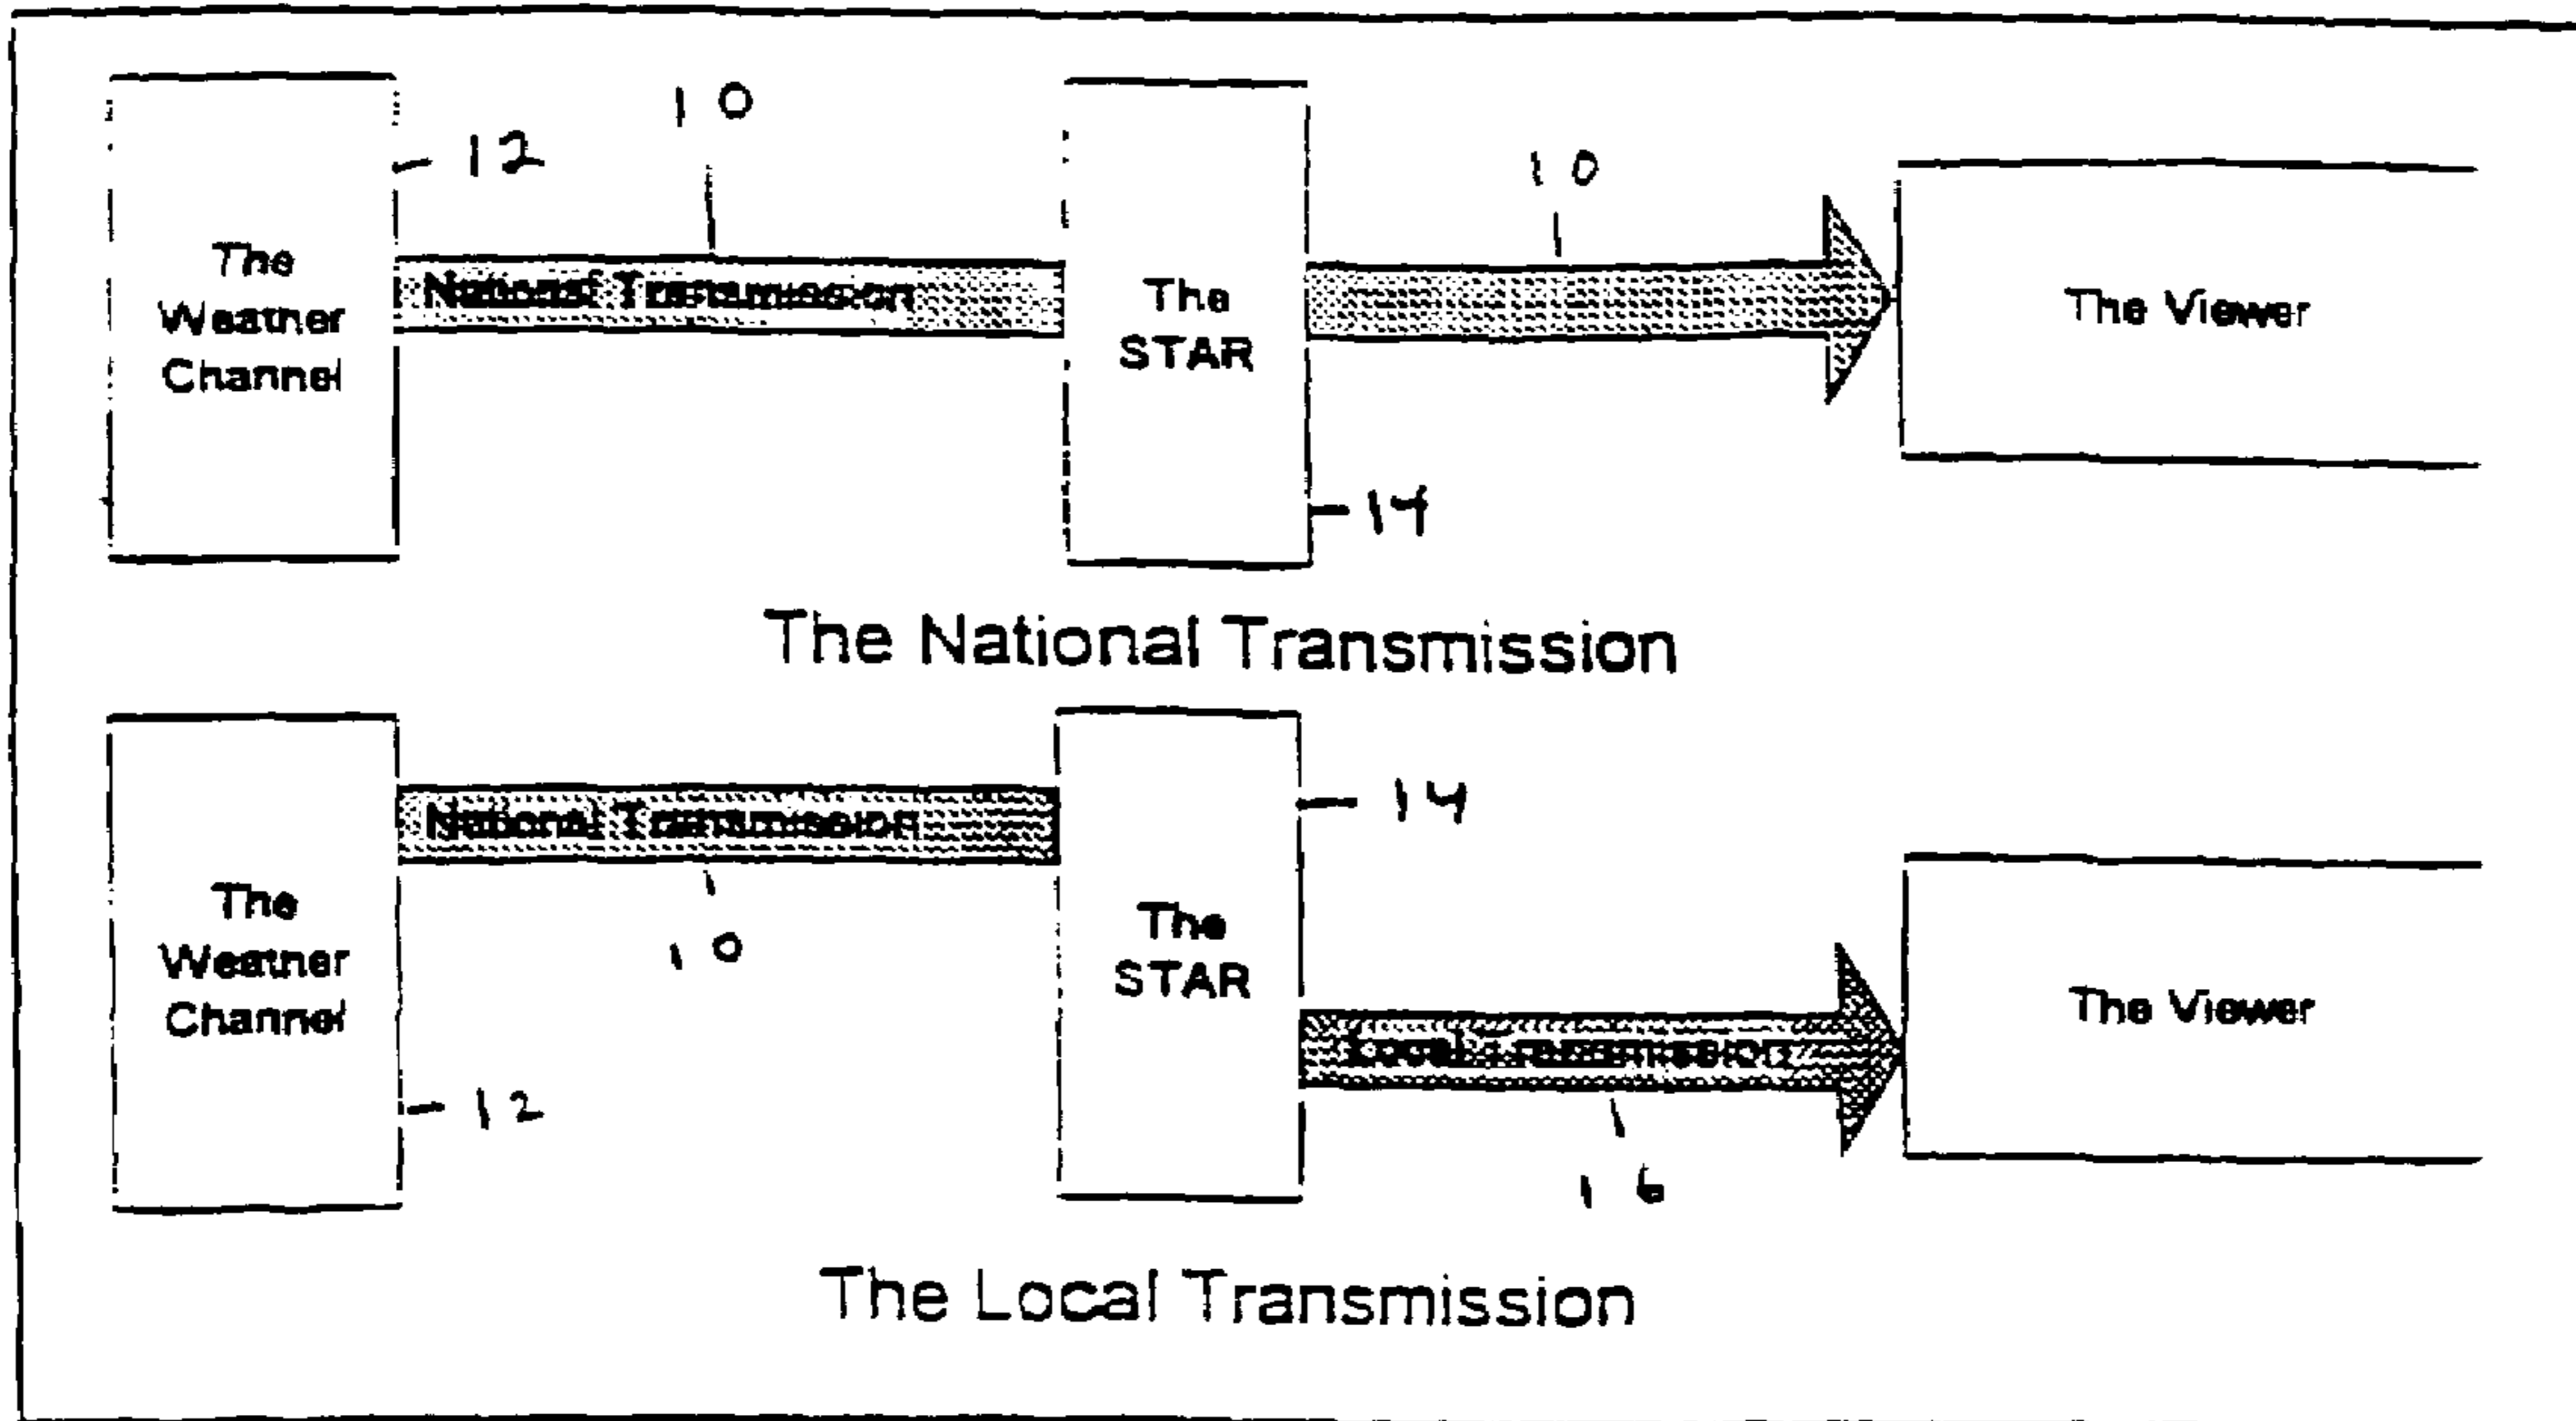 10
12
10
The
Weather
Channel
National Transmission
The
STAR
The Viewer
14
The National Transmission
National Transmission
14
The
Weather
Channel
10
The
STAR
The Viewer
Local Transmission
12
16
The Local Transmission